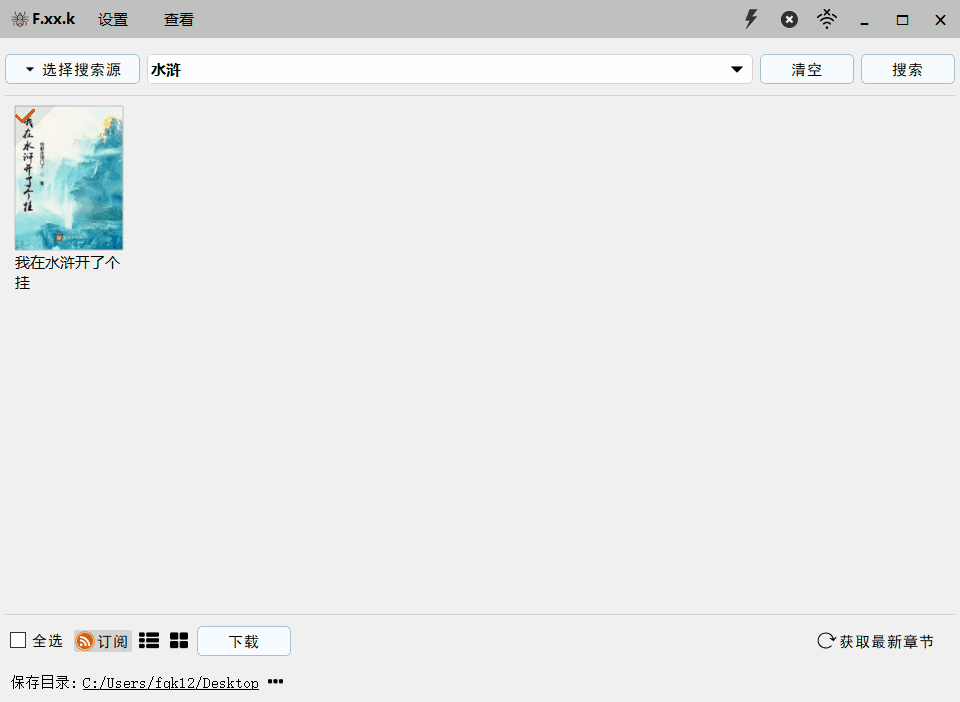 F.xx.k 设置 查看
选择搜索源 水浒 清空 搜索
我在水浒开了个挂
我在水浒开了个
挂
全选 订阅 下载 获取最新章节
保存目录: C:/Users/fqk12/Desktop